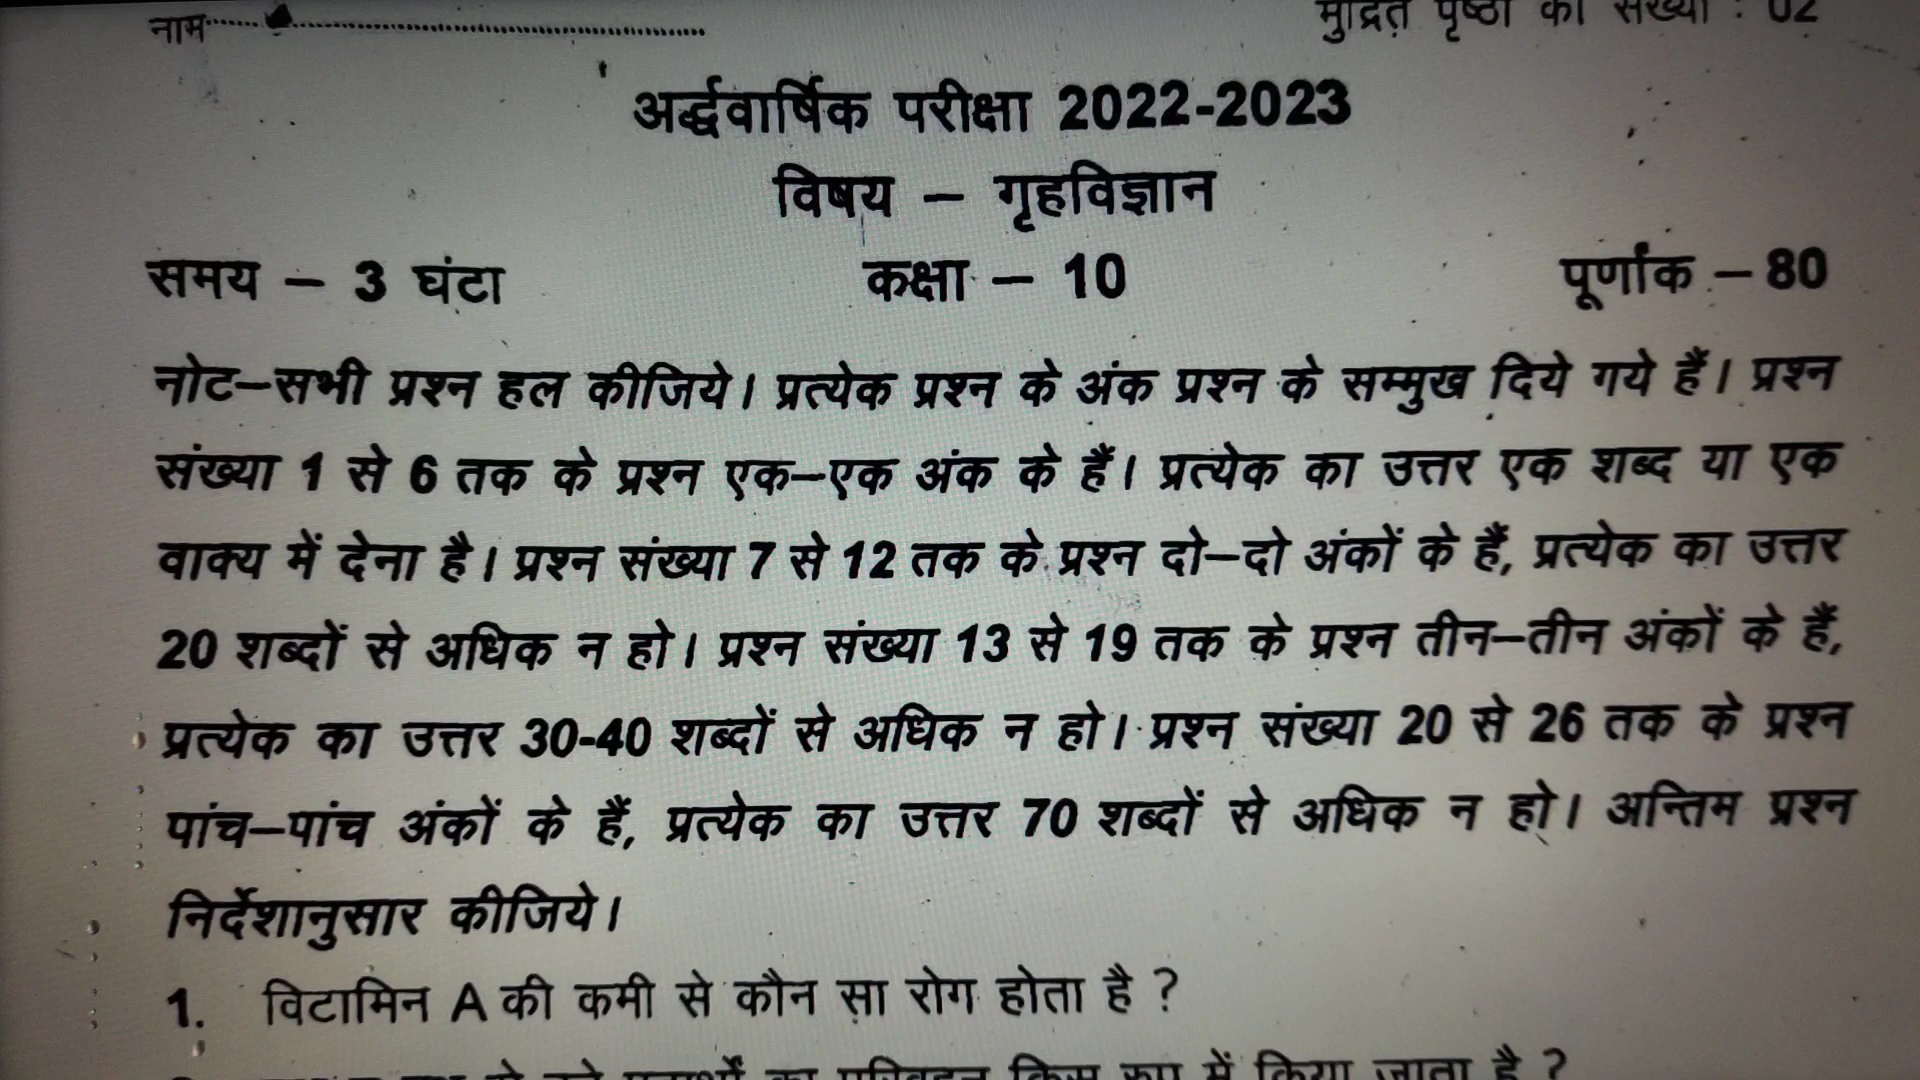 नाम
मुद्रित पृष्ठों की संख्या : 02
अर्द्धवार्षिक परीक्षा 2022-2023
विषय – गृहविज्ञान
समय – 3 घंटा कक्षा – 10 पूर्णांक – 80
नोट–सभी प्रश्न हल कीजिये। प्रत्येक प्रश्न के अंक प्रश्न के सम्मुख दिये गये हैं। प्रश्न
संख्या 1 से 6 तक के प्रश्न एक–एक अंक के हैं। प्रत्येक का उत्तर एक शब्द या एक
वाक्य में देना है। प्रश्न संख्या 7 से 12 तक के प्रश्न दो–दो अंकों के हैं, प्रत्येक का उत्तर
20 शब्दों से अधिक न हो। प्रश्न संख्या 13 से 19 तक के प्रश्न तीन–तीन अंकों के हैं,
प्रत्येक का उत्तर 30-40 शब्दों से अधिक न हो। प्रश्न संख्या 20 से 26 तक के प्रश्न
पांच–पांच अंकों के हैं, प्रत्येक का उत्तर 70 शब्दों से अधिक न हो। अन्तिम प्रश्न
निर्देशानुसार कीजिये।
1. विटामिन A की कमी से कौन सा रोग होता है ?
का परिवहन किस रूप में किया जाता है ?